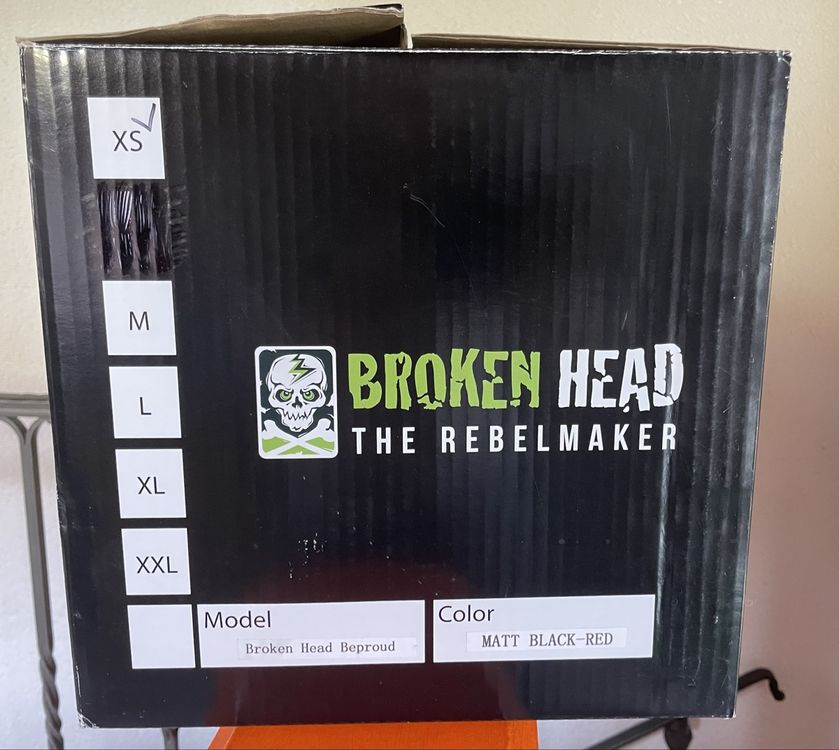 XS
M
L
XL
XXL
BROKEN HEAD
THE REBELMAKER
Model
Broken Head Beproud
Color
MATT BLACK-RED